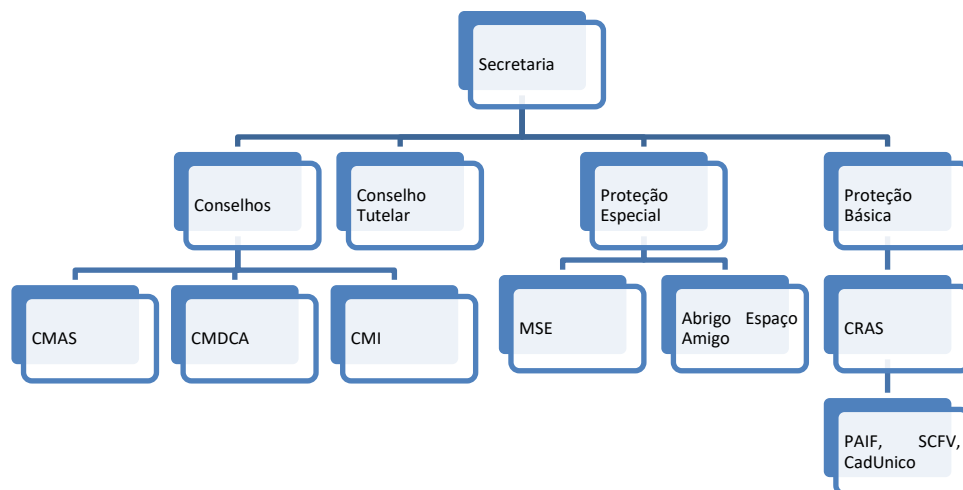 Secretaria
Conselhos
Conselho
Tutelar
Proteção
Especial
Proteção
Básica
CMAS
CMDCA
CMI
MSE
Abrigo Espaço
Amigo
CRAS
PAIF, SCFV,
CadUnico